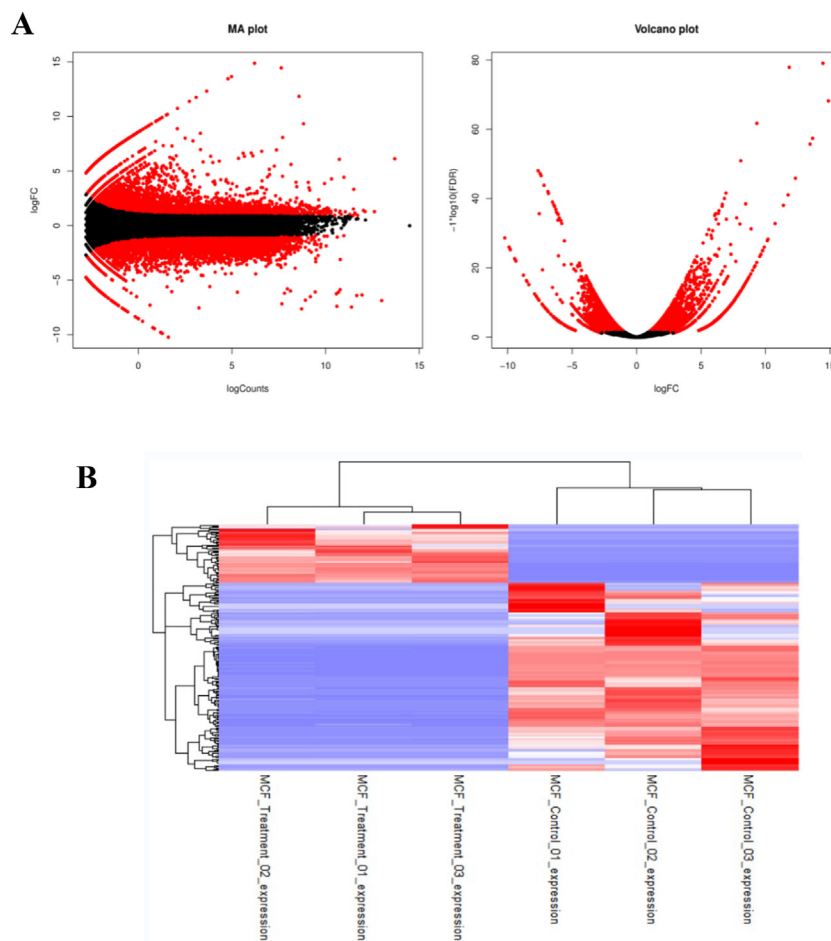 A
MA plot
logFC
15
10
5
0
−5
−10
0
5
10
15
logCounts
Volcano plot
−1*log10(FDR)
80
60
40
20
0
−10
−5
0
5
10
15
logFC
B
MCF_Treatment_02_expression
MCF_Treatment_01_expression
MCF_Treatment_03_expression
MCF_Control_01_expression
MCF_Control_02_expression
MCF_Control_03_expression